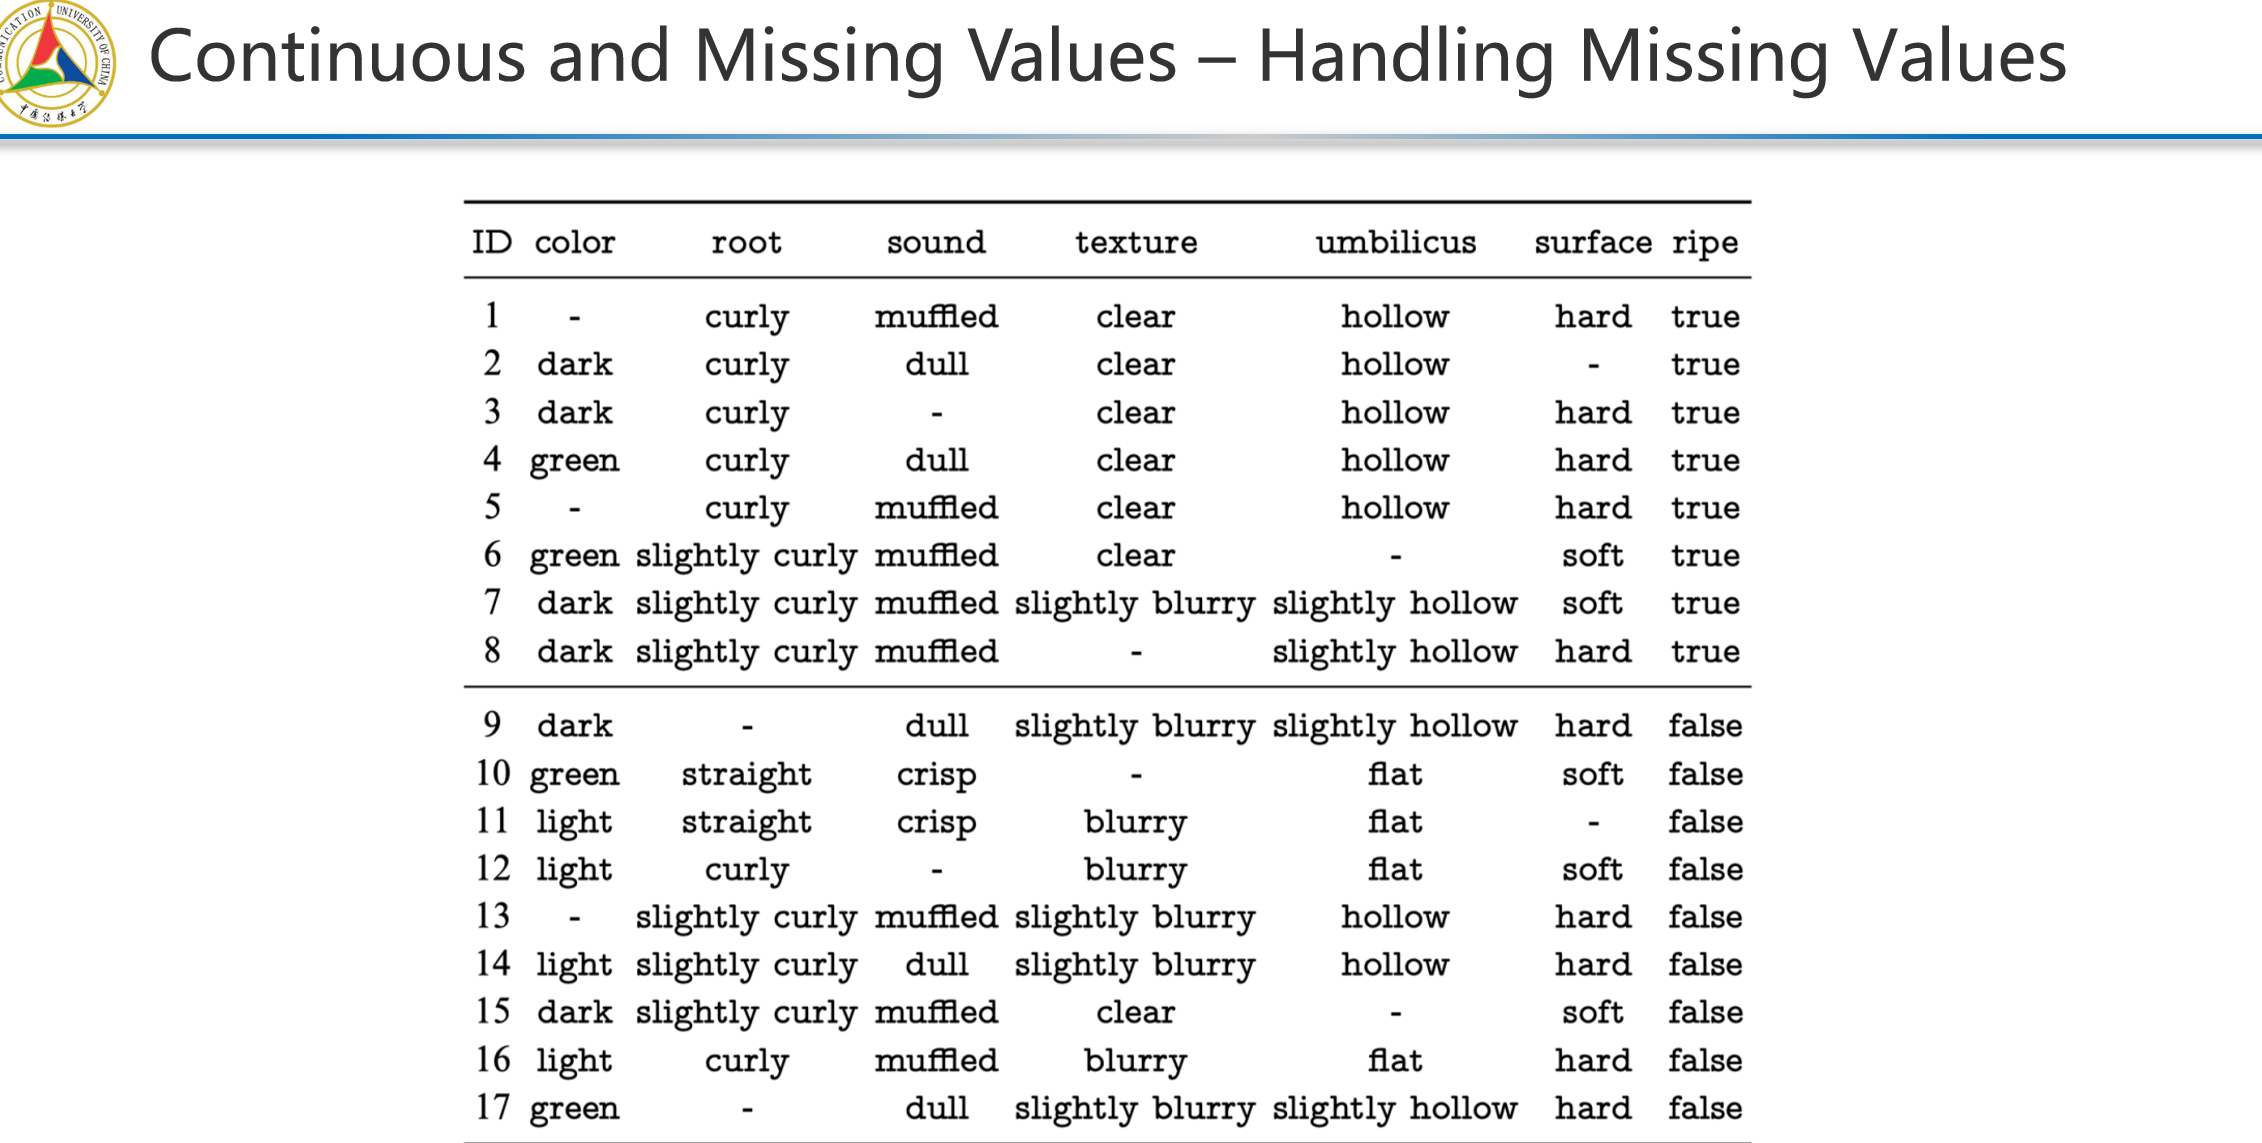 UNIVERSITY OF CHINA
Continuous and Missing Values – Handling Missing Values
ID color root sound texture umbilicus surface ripe
1 - curly muffled clear hollow hard true
2 dark curly dull clear hollow - true
3 dark curly - clear hollow hard true
4 green curly dull clear hollow hard true
5 - curly muffled clear hollow hard true
6 green slightly curly muffled clear - soft true
7 dark slightly curly muffled slightly blurry slightly hollow soft true
8 dark slightly curly muffled - slightly hollow hard true
9 dark - dull slightly blurry slightly hollow hard false
10 green straight crisp - flat soft false
11 light straight crisp blurry flat - false
12 light curly - blurry flat soft false
13 - slightly curly muffled slightly blurry hollow hard false
14 light slightly curly dull slightly blurry hollow hard false
15 dark slightly curly muffled clear - soft false
16 light curly muffled blurry flat hard false
17 green - dull slightly blurry slightly hollow hard false